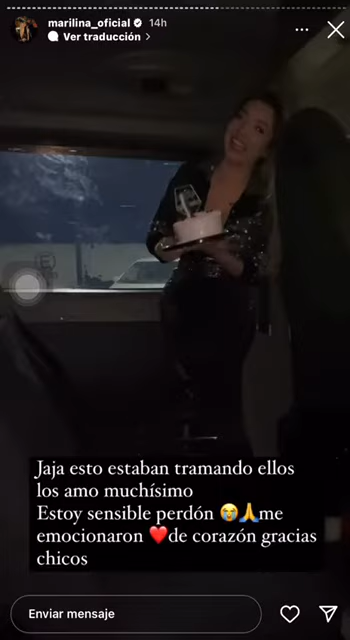 marilina_oficial 14h
Ver traducción
Jaja esto estaban tramando ellos
los amo muchísimo
Estoy sensible perdón 😭🙏me
emocionaron ❤️de corazón gracias
chicos
Enviar mensaje